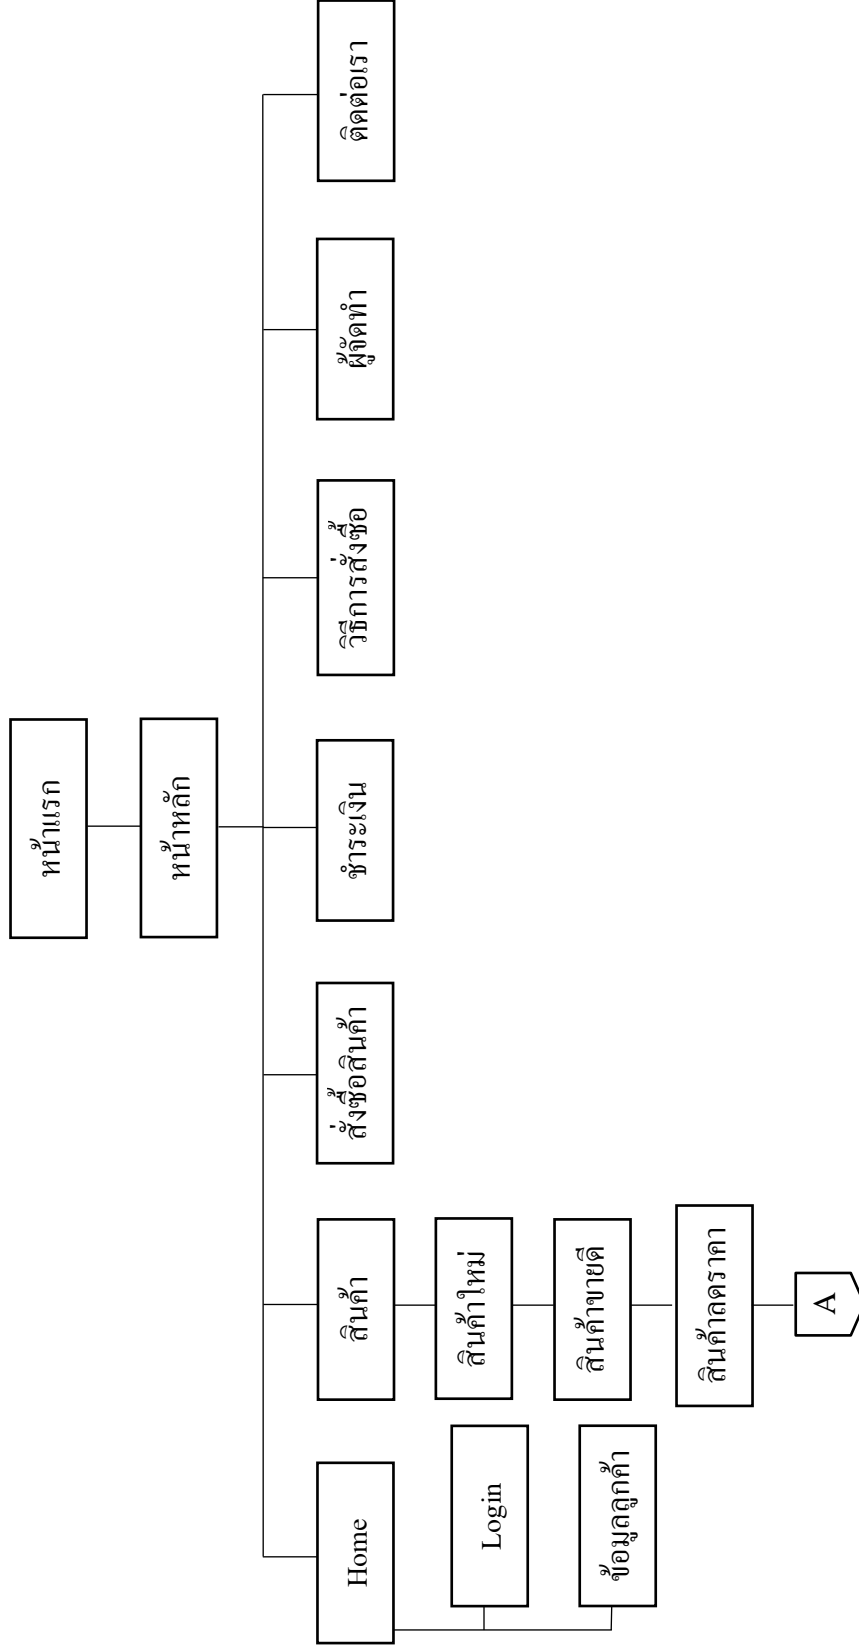 หน้าแรก
หน้าหลัก
Home
สินค้า
สั่งซื้อสินค้า
ชำระเงิน
วิธีการสั่งซื้อ
ผู้จัดทำ
ติดต่อเรา
Login
ข้อมูลลูกค้า
สินค้าใหม่
สินค้าขายดี
สินค้าลดราคา
A